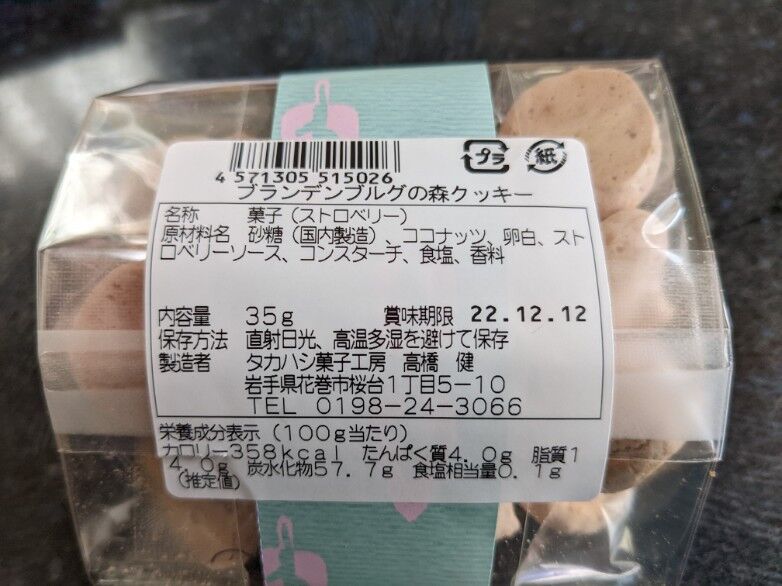 プラ
紙
4 571305 515026
ブランデンブルグの森クッキー
名称 菓子（ストロベリー）
原材料名 砂糖（国内製造）、ココナッツ、卵白、スト
ロベリーソース、コンスターチ、食塩、香料
内容量 35g 賞味期限 22.12.12
保存方法 直射日光、高温多湿を避けて保存
製造者 タカハシ菓子工房 高橋 健
岩手県花巻市桜台1丁目5-10
TEL 0198-24-3066
栄養成分表示（100g当たり）
カロリー358kcal たんぱく質4.0g 脂質1
4.0g 炭水化物57.7g 食塩相当量0.1g
（推定値）